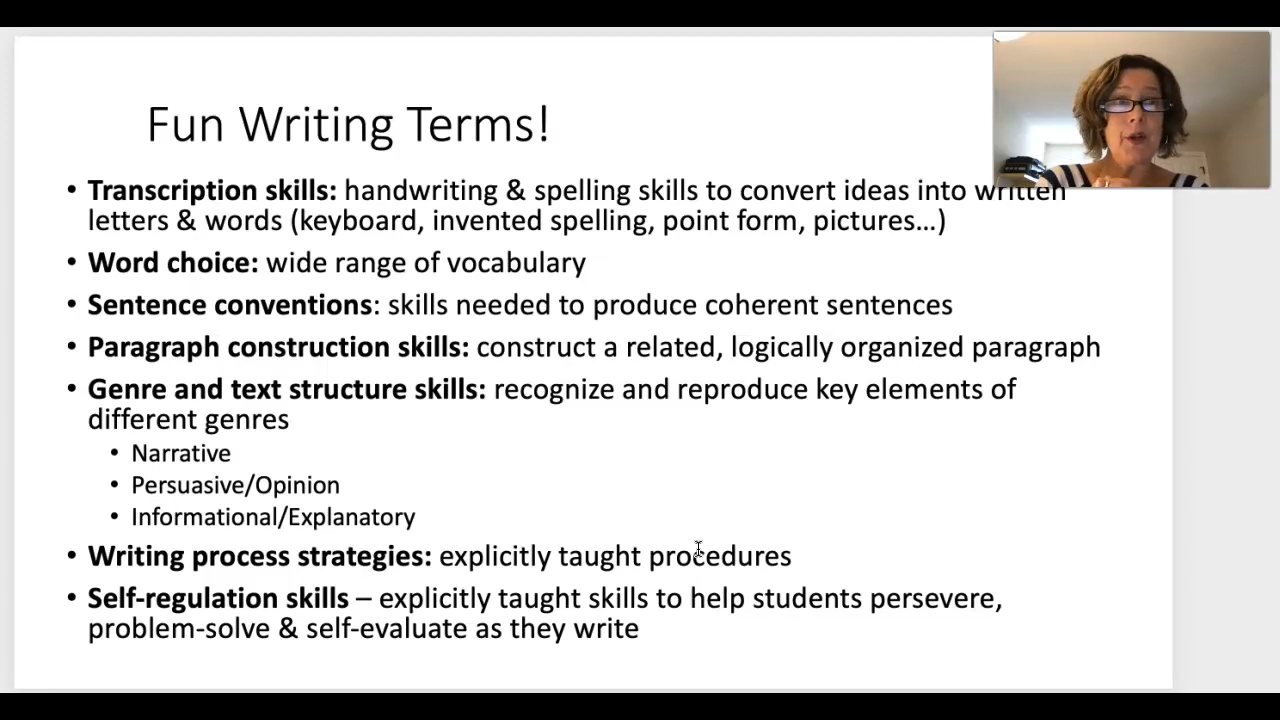 Fun Writing Terms!
• Transcription skills: handwriting & spelling skills to convert ideas into written
letters & words (keyboard, invented spelling, point form, pictures...)
• Word choice: wide range of vocabulary
• Sentence conventions: skills needed to produce coherent sentences
• Paragraph construction skills: construct a related, logically organized paragraph
• Genre and text structure skills: recognize and reproduce key elements of
different genres
• Narrative
• Persuasive/Opinion
• Informational/Explanatory
• Writing process strategies: explicitly taught procedures
• Self-regulation skills – explicitly taught skills to help students persevere,
problem-solve & self-evaluate as they write